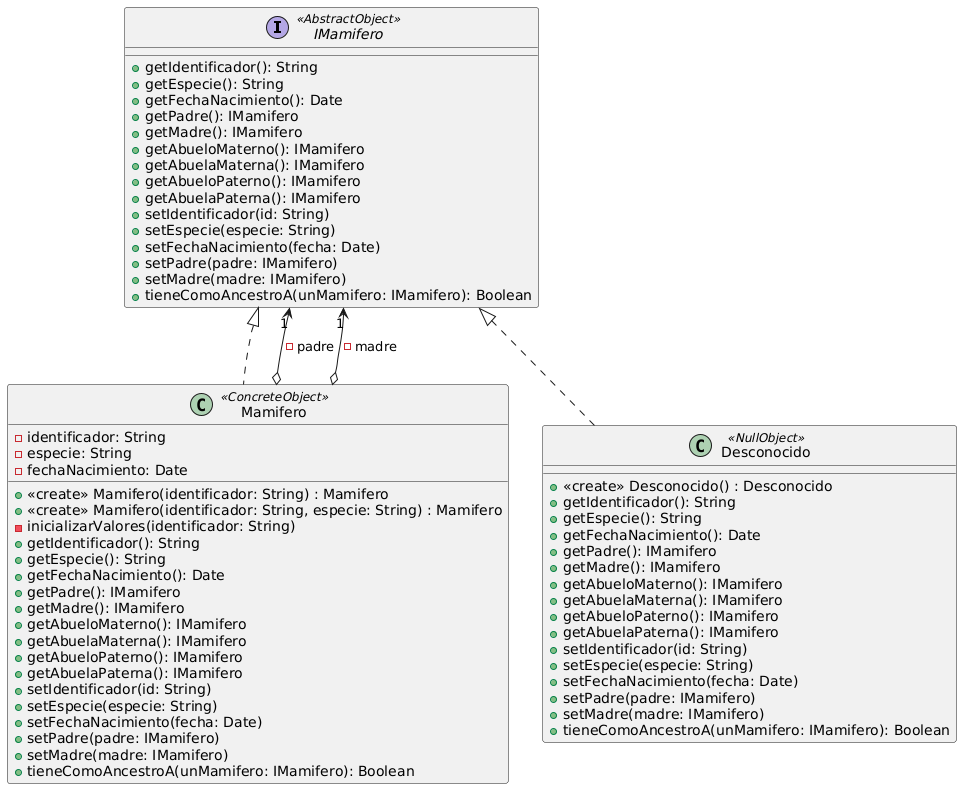 I
«AbstractObject»
IMamifero
getIdentificador(): String
getEspecie(): String
getFechaNacimiento(): Date
getPadre(): IMamifero
getMadre(): IMamifero
getAbueloMaterno(): IMamifero
getAbuelaMaterna(): IMamifero
getAbueloPaterno(): IMamifero
getAbuelaPaterna(): IMamifero
setIdentificador(id: String)
setEspecie(especie: String)
setFechaNacimiento(fecha: Date)
setPadre(padre: IMamifero)
setMadre(madre: IMamifero)
tieneComoAncestroA(unMamifero: IMamifero): Boolean
1 1
padre madre
C
«ConcreteObject»
Mamifero
identificador: String
especie: String
fechaNacimiento: Date
«create» Mamifero(identificador: String) : Mamifero
«create» Mamifero(identificador: String, especie: String) : Mamifero
inicializarValores(identificador: String)
getIdentificador(): String
getEspecie(): String
getFechaNacimiento(): Date
getPadre(): IMamifero
getMadre(): IMamifero
getAbueloMaterno(): IMamifero
getAbuelaMaterna(): IMamifero
getAbueloPaterno(): IMamifero
getAbuelaPaterna(): IMamifero
setIdentificador(id: String)
setEspecie(especie: String)
setFechaNacimiento(fecha: Date)
setPadre(padre: IMamifero)
setMadre(madre: IMamifero)
tieneComoAncestroA(unMamifero: IMamifero): Boolean
C
«NullObject»
Desconocido
«create» Desconocido() : Desconocido
getIdentificador(): String
getEspecie(): String
getFechaNacimiento(): Date
getPadre(): IMamifero
getMadre(): IMamifero
getAbueloMaterno(): IMamifero
getAbuelaMaterna(): IMamifero
getAbueloPaterno(): IMamifero
getAbuelaPaterna(): IMamifero
setIdentificador(id: String)
setEspecie(especie: String)
setFechaNacimiento(fecha: Date)
setPadre(padre: IMamifero)
setMadre(madre: IMamifero)
tieneComoAncestroA(unMamifero: IMamifero): Boolean